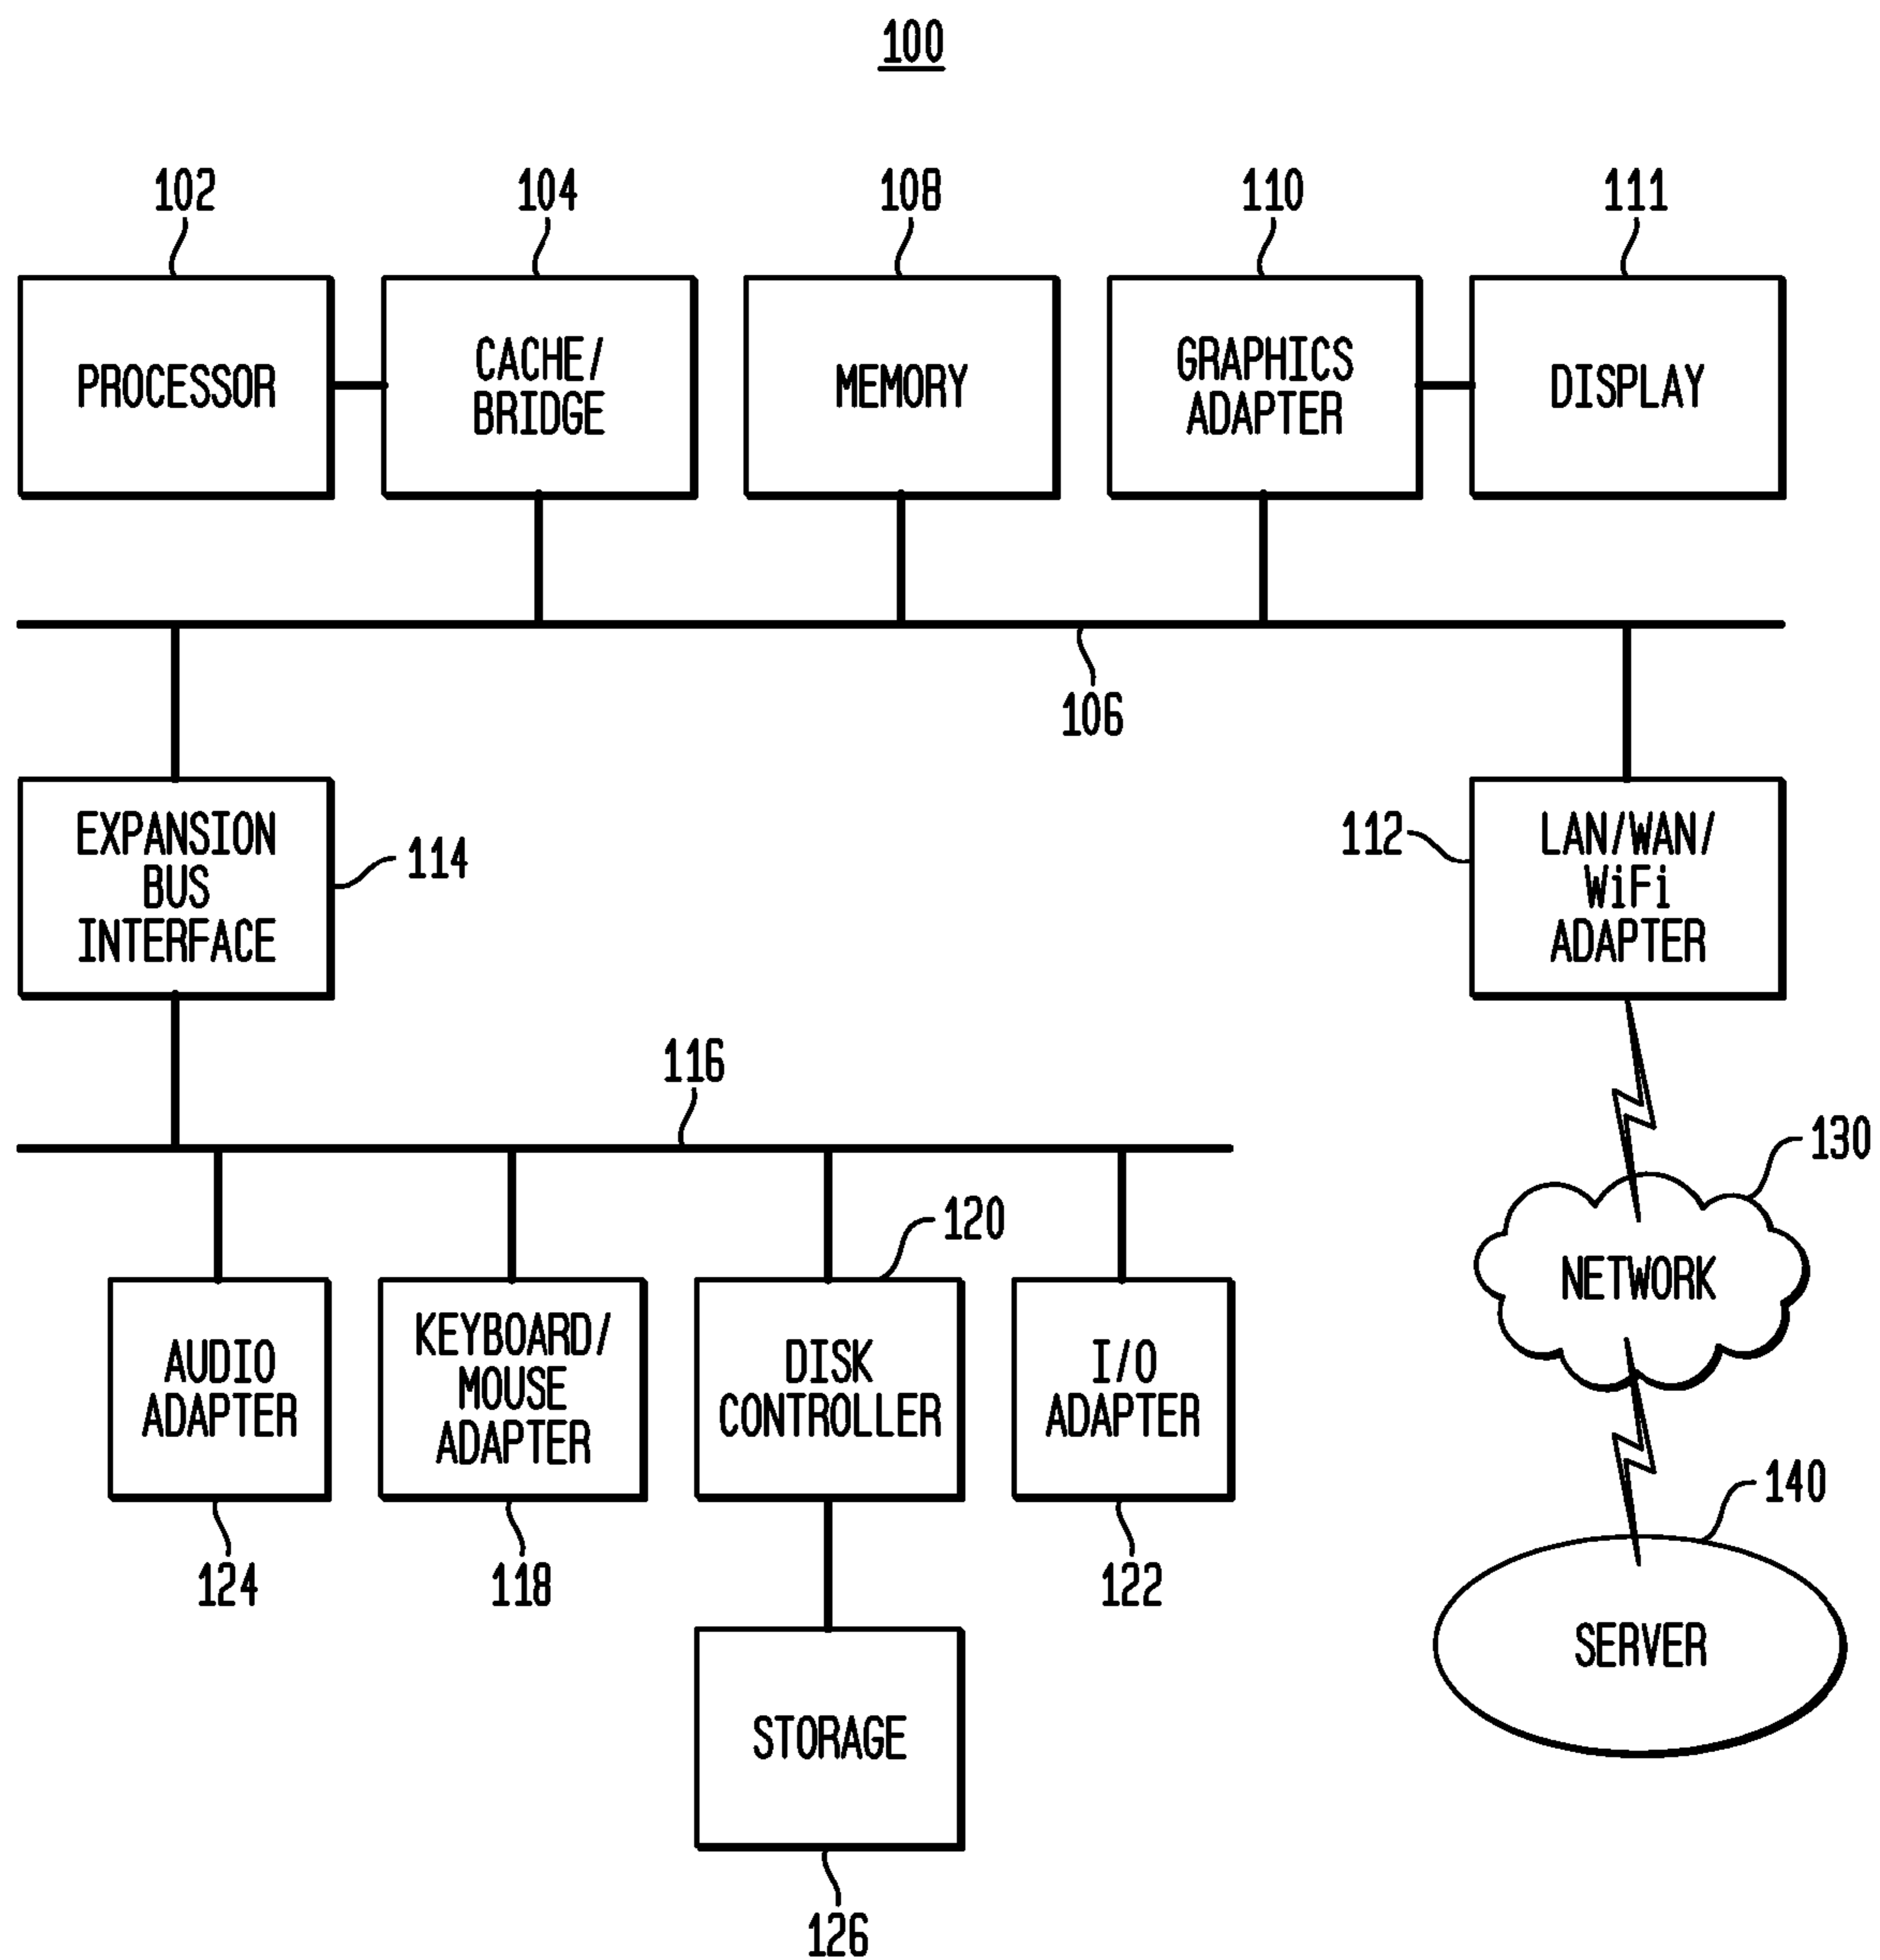 100
102
104
108
110
111
PROCESSOR
CACHE/
BRIDGE
MEMORY
GRAPHICS
ADAPTER
DISPLAY
106
EXPANSION
BUS
INTERFACE
114
112
LAN/WAN/
WiFi
ADAPTER
116
130
120
NETWORK
AUDIO
ADAPTER
KEYBOARD/
MOUSE
ADAPTER
DISK
CONTROLLER
I/O
ADAPTER
140
124
118
122
SERVER
STORAGE
126